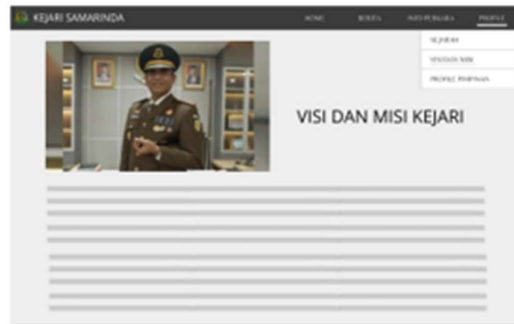 KEJARI SAMARINDA
HOME BERITA INFO PERKARA PROFILE
SEJARAH
VISI DAN MISI
PROFILE PIMPINAN
VISI DAN MISI KEJARI